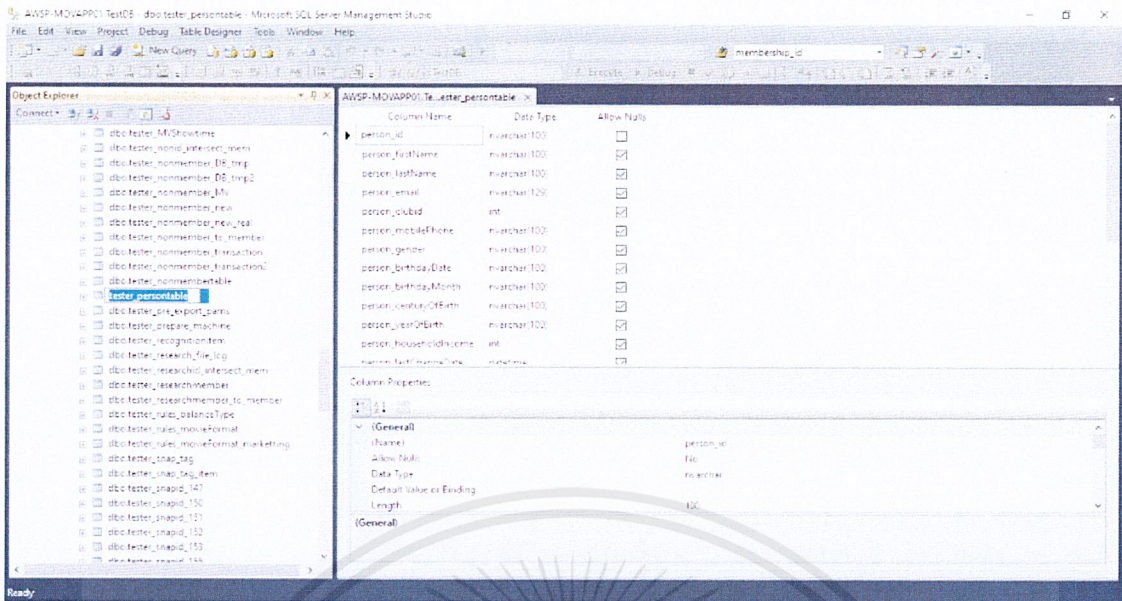 AWSP-MOVAPP01.TestDB - dbo.tester_persontable - Microsoft SQL Server Management Studio
File Edit View Project Debug Table Designer Tools Window Help
New Query
membership_id
Execute Debug
Object Explorer
AWSP-MOVAPP01.Te...ester_persontable
Connect
Column Name Data Type Allow Nulls
dbo.tester_MVShowtime
dbo.tester_nonid_intersect_mem
dbo.tester_nonmember_DB_tmp
dbo.tester_nonmember_DB_tmp2
dbo.tester_nonmember_MV
dbo.tester_nonmember_new
dbo.tester_nonmember_new_real
dbo.tester_nonmember_to_member
dbo.tester_nonmember_transaction
dbo.tester_nonmember_transaction2
dbo.tester_nonmembertable
tester_persontable
dbo.tester_pre_export_pams
dbo.tester_prepare_machine
dbo.tester_recognitionitem
dbo.tester_research_file_log
dbo.tester_researchid_intersect_mem
dbo.tester_researchmember
dbo.tester_researchmember_to_member
dbo.tester_rules_balanceType
dbo.tester_rules_movieFormat
dbo.tester_rules_movieFormat_marketting
dbo.tester_snap_tag
dbo.tester_snap_tag_item
dbo.tester_snapid_147
dbo.tester_snapid_150
dbo.tester_snapid_151
dbo.tester_snapid_152
dbo.tester_snapid_153
person_id nvarchar(100)
person_firstName nvarchar(100)
person_lastName nvarchar(100)
person_email nvarchar(129)
person_clubid int
person_mobilePhone nvarchar(100)
person_gender nvarchar(100)
person_birthdayDate nvarchar(100)
person_birthdayMonth nvarchar(100)
person_centuryOfBirth nvarchar(100)
person_yearOfBirth nvarchar(100)
person_householdIncome int
person_lastChangeDate datetime
Column Properties
(General)
(Name) person_id
Allow Nulls No
Data Type nvarchar
Default Value or Binding
Length 100
(General)
Ready